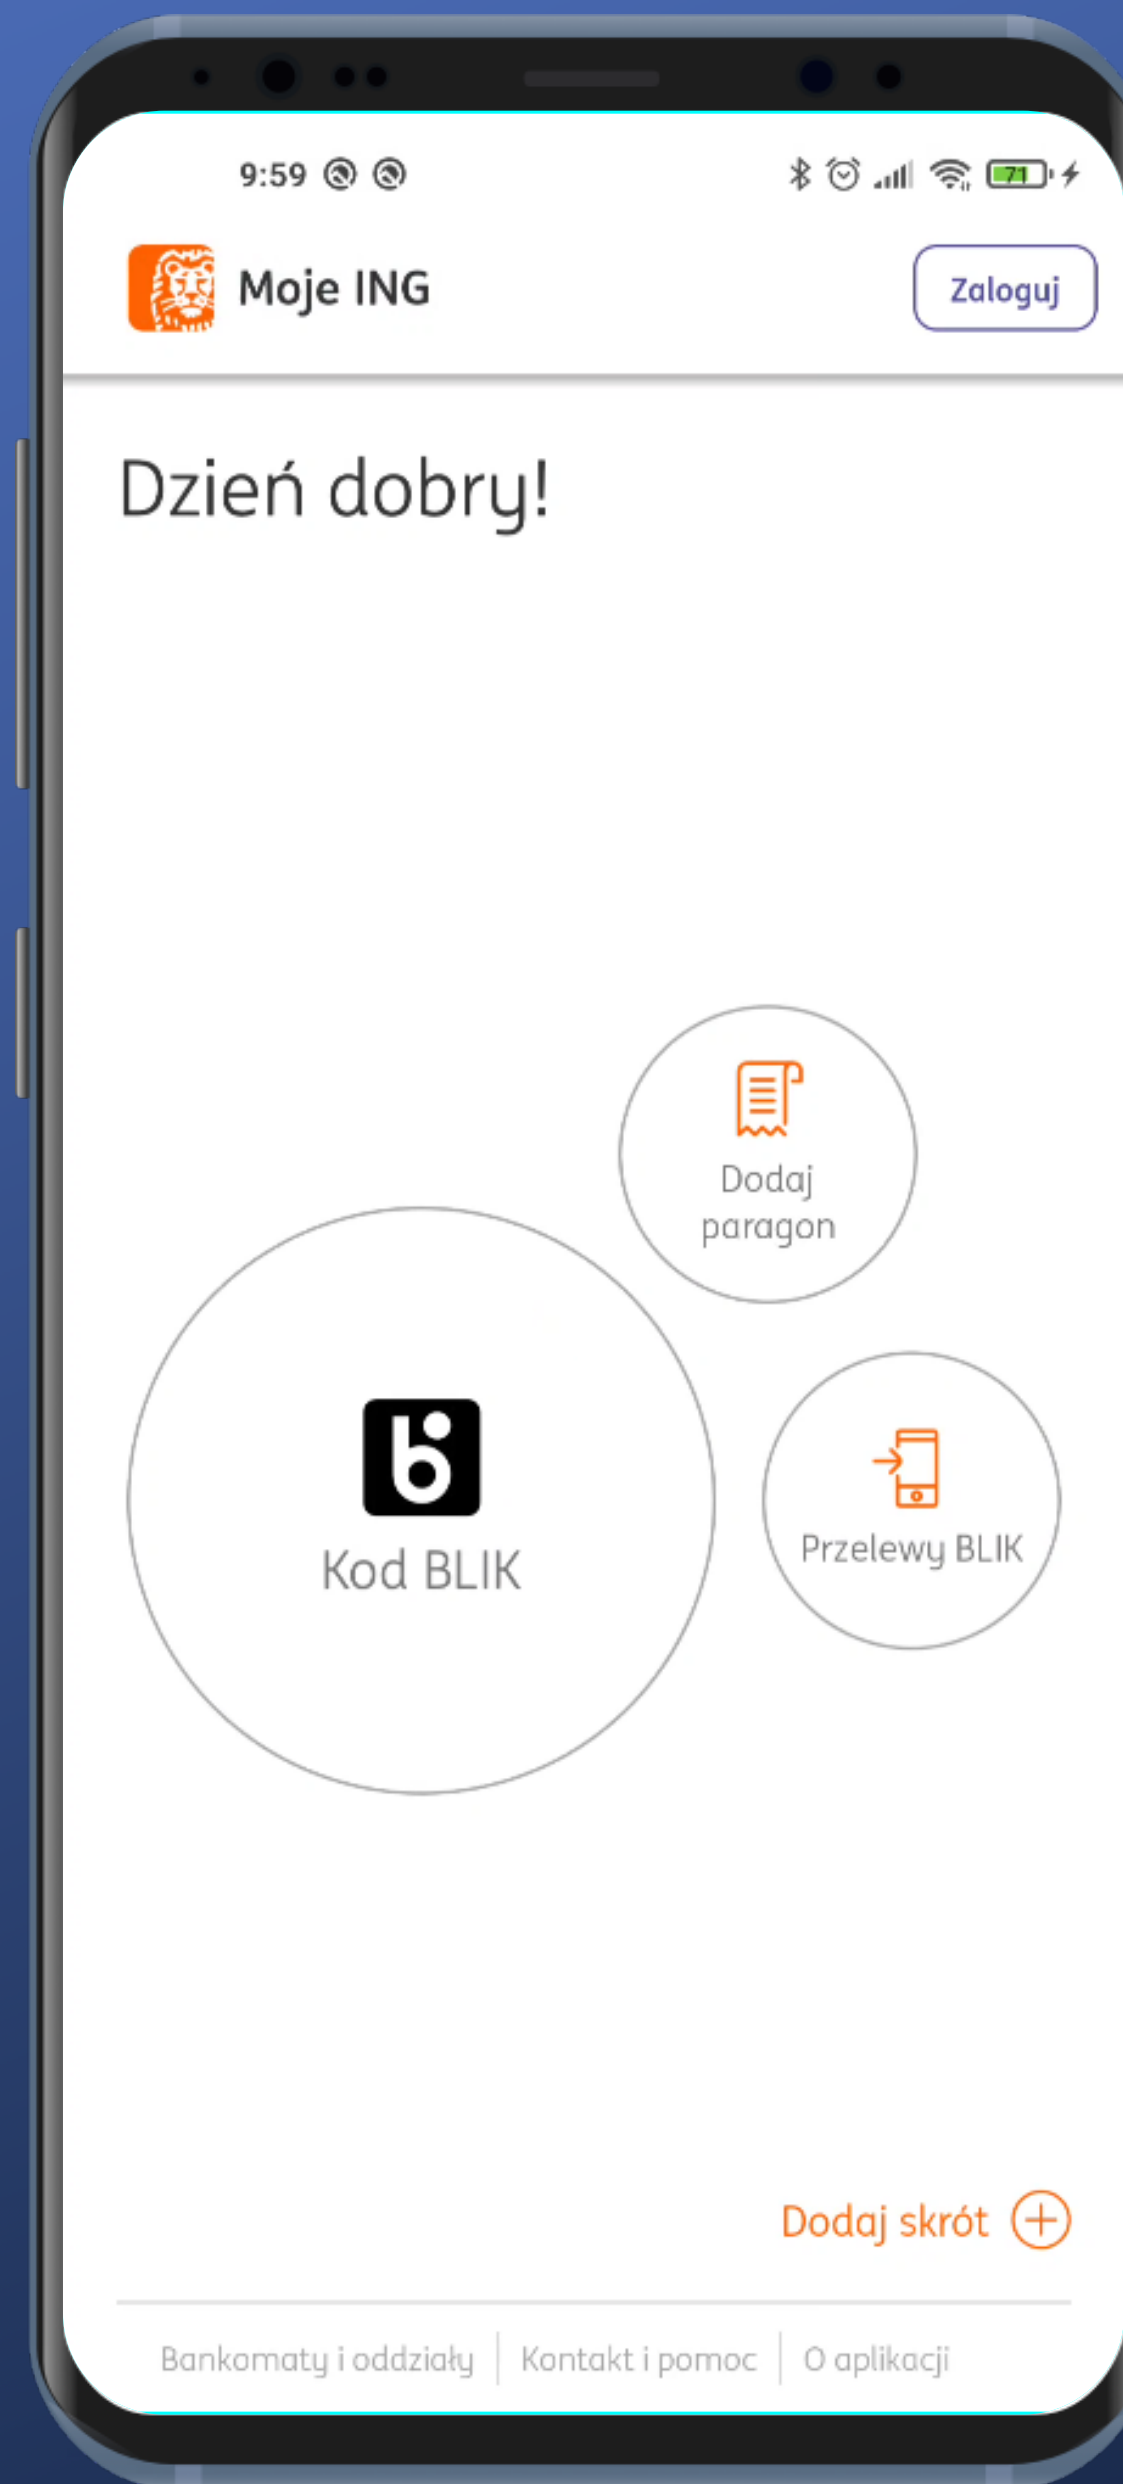 9:59
71
Moje ING
Zaloguj
Dzień dobry!
Dodaj
paragon
Kod BLIK
Przelewy BLIK
Dodaj skrót
Bankomaty i oddziały
Kontakt i pomoc
O aplikacji